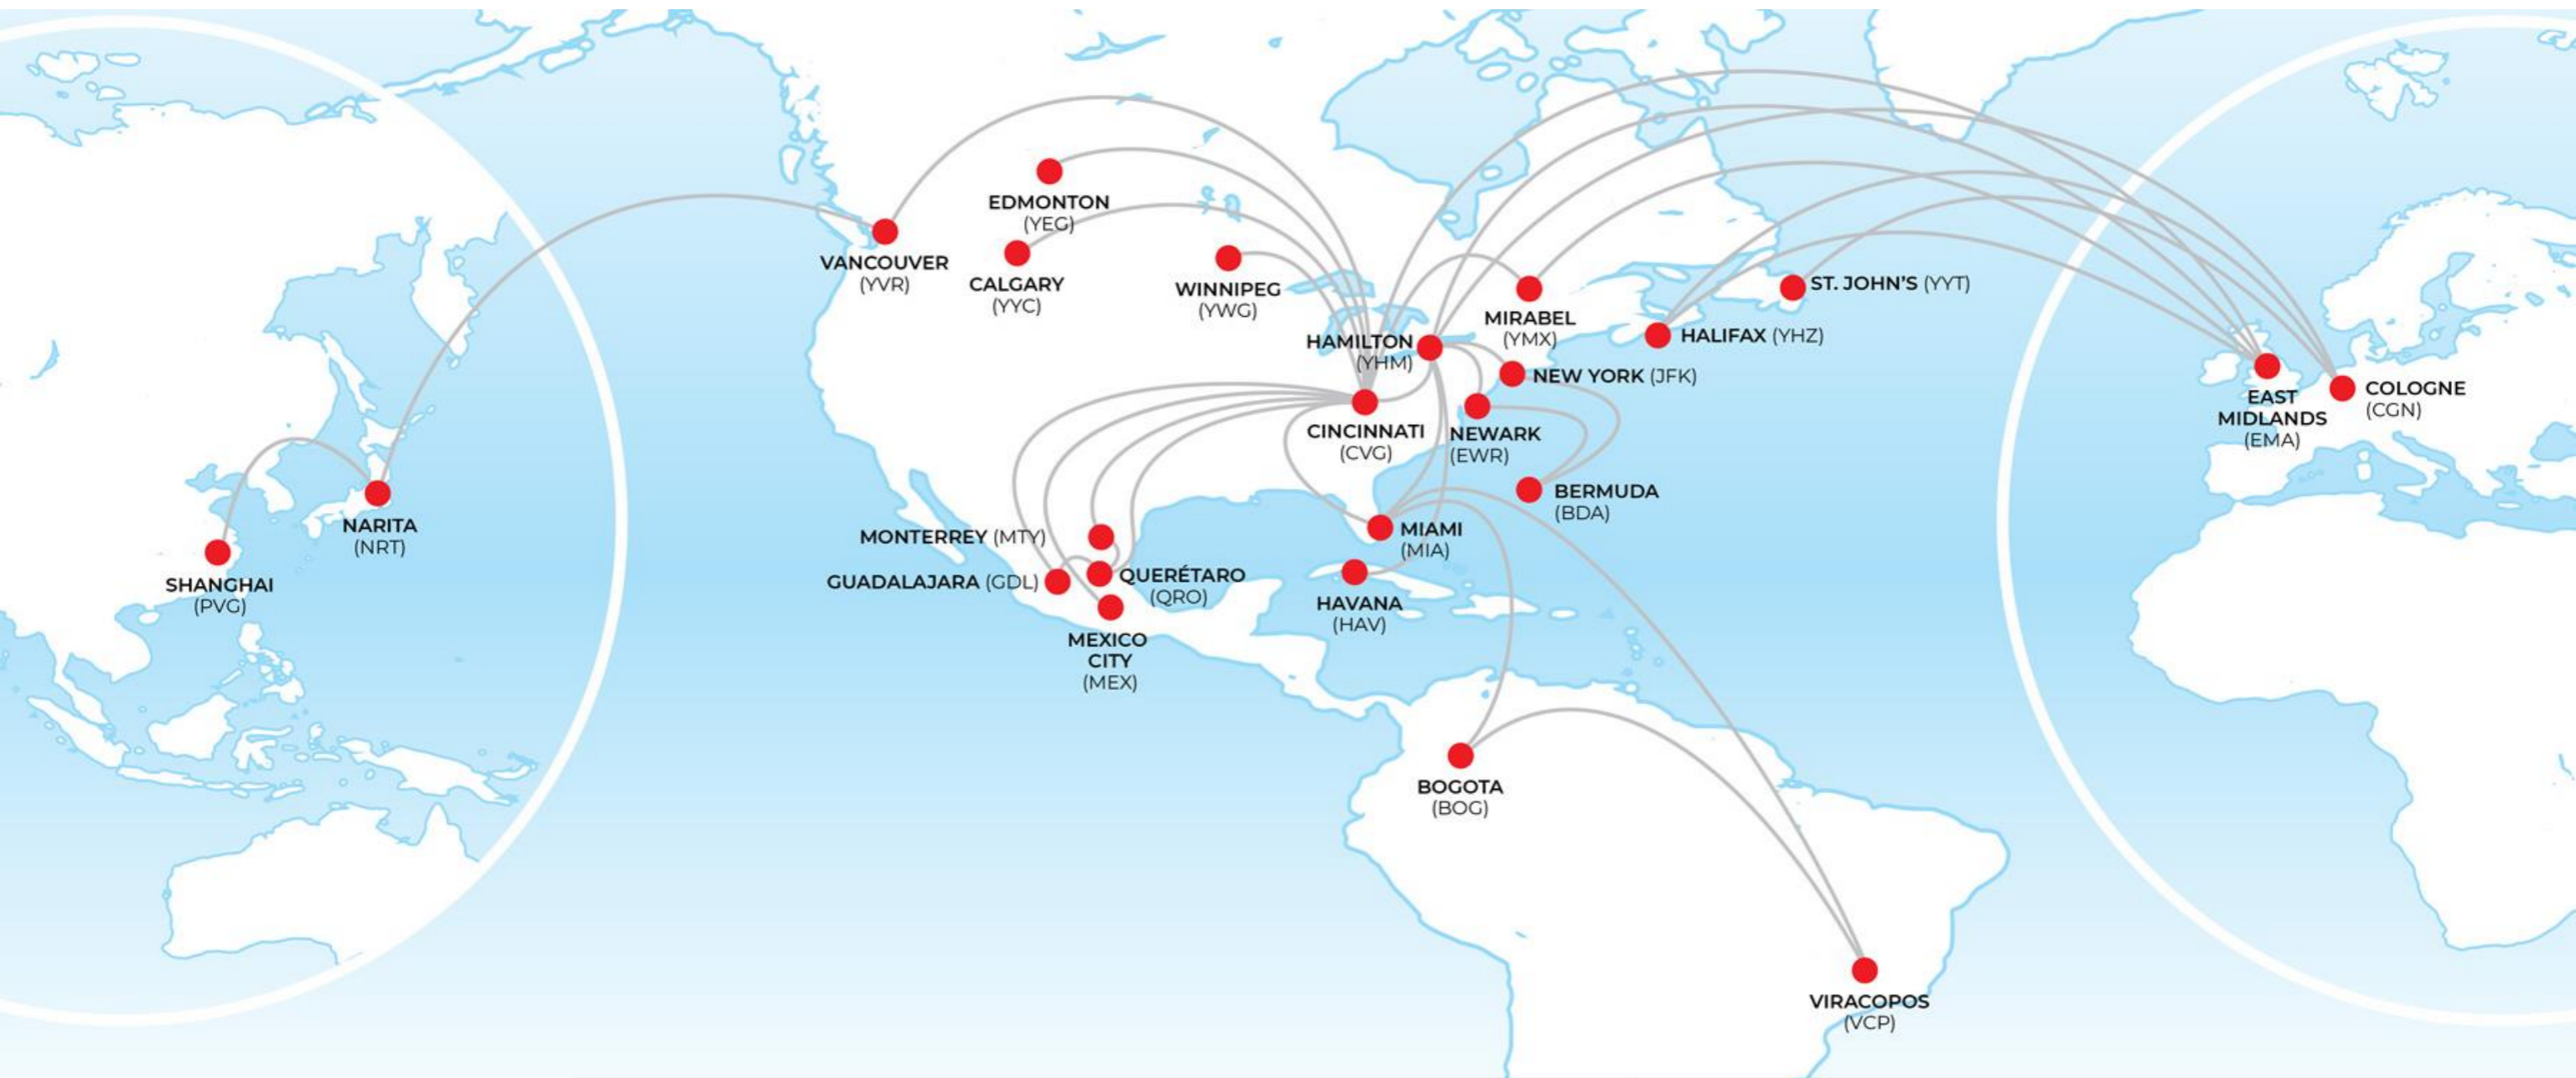 EDMONTON
(YEG)
VANCOUVER
(YVR)
CALGARY
(YYC)
WINNIPEG
(YWG)
MIRABEL
(YMX)
ST. JOHN'S (YYT)
HAMILTON
(YHM)
HALIFAX (YHZ)
NEW YORK (JFK)
EAST
MIDLANDS
(EMA)
COLOGNE
(CGN)
CINCINNATI
(CVG)
NEWARK
(EWR)
BERMUDA
(BDA)
NARITA
(NRT)
SHANGHAI
(PVG)
MONTERREY (MTY)
MIAMI
(MIA)
GUADALAJARA (GDL)
QUERÉTARO
(QRO)
HAVANA
(HAV)
MEXICO
CITY
(MEX)
BOGOTA
(BOG)
VIRACOPOS
(VCP)